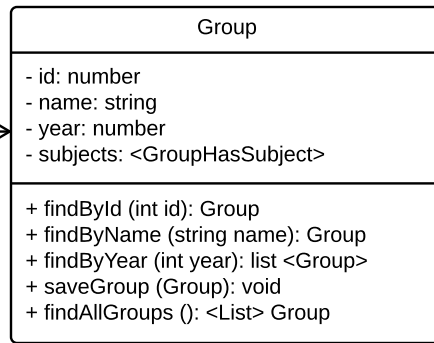 Group
- id: number
- name: string
- year: number
- subjects: <GroupHasSubject>
+ findById (int id): Group
+ findByName (string name): Group
+ findByYear (int year): list <Group>
+ saveGroup (Group): void
+ findAllGroups (): <List> Group